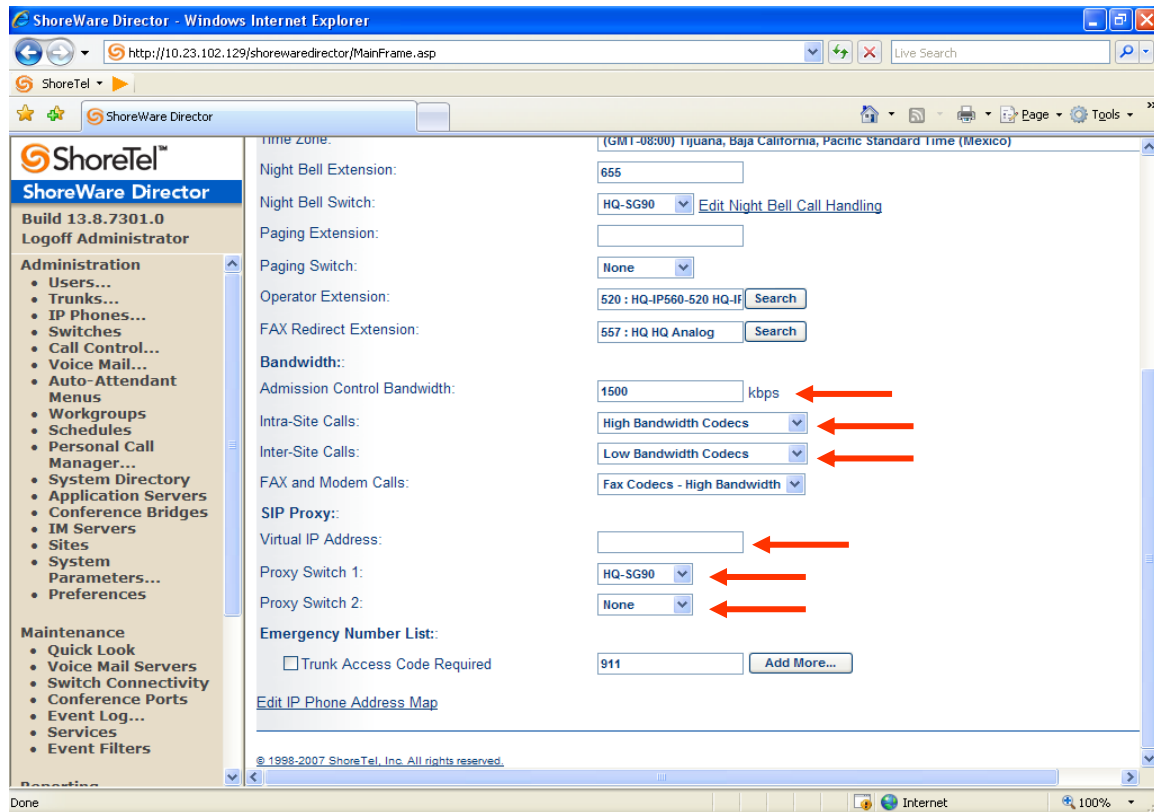 ShoreWare Director - Windows Internet Explorer
http://10.23.102.129/shorewaredirector/MainFrame.asp
Live Search
ShoreTel
ShoreWare Director
Page
Tools
ShoreTel™
ShoreWare Director
Build 13.8.7301.0
Logoff Administrator
Administration
• Users...
• Trunks...
• IP Phones...
• Switches
• Call Control...
• Voice Mail...
• Auto-Attendant
Menus
• Workgroups
• Schedules
• Personal Call
Manager...
• System Directory
• Application Servers
• Conference Bridges
• IM Servers
• Sites
• System
Parameters...
• Preferences
Maintenance
• Quick Look
• Voice Mail Servers
• Switch Connectivity
• Conference Ports
• Event Log...
• Services
• Event Filters
Reporting
Time Zone: (GMT-08:00) Tijuana, Baja California, Pacific Standard Time (Mexico)
Night Bell Extension: 655
Night Bell Switch: HQ-SG90 Edit Night Bell Call Handling
Paging Extension:
Paging Switch: None
Operator Extension: 520 : HQ-IP560-520 HQ-IF Search
FAX Redirect Extension: 557 : HQ HQ Analog Search
Bandwidth::
Admission Control Bandwidth: 1500 kbps
Intra-Site Calls: High Bandwidth Codecs
Inter-Site Calls: Low Bandwidth Codecs
FAX and Modem Calls: Fax Codecs - High Bandwidth
SIP Proxy::
Virtual IP Address:
Proxy Switch 1: HQ-SG90
Proxy Switch 2: None
Emergency Number List::
Trunk Access Code Required 911 Add More...
Edit IP Phone Address Map
© 1998-2007 ShoreTel, Inc. All rights reserved.
Done
Internet
100%